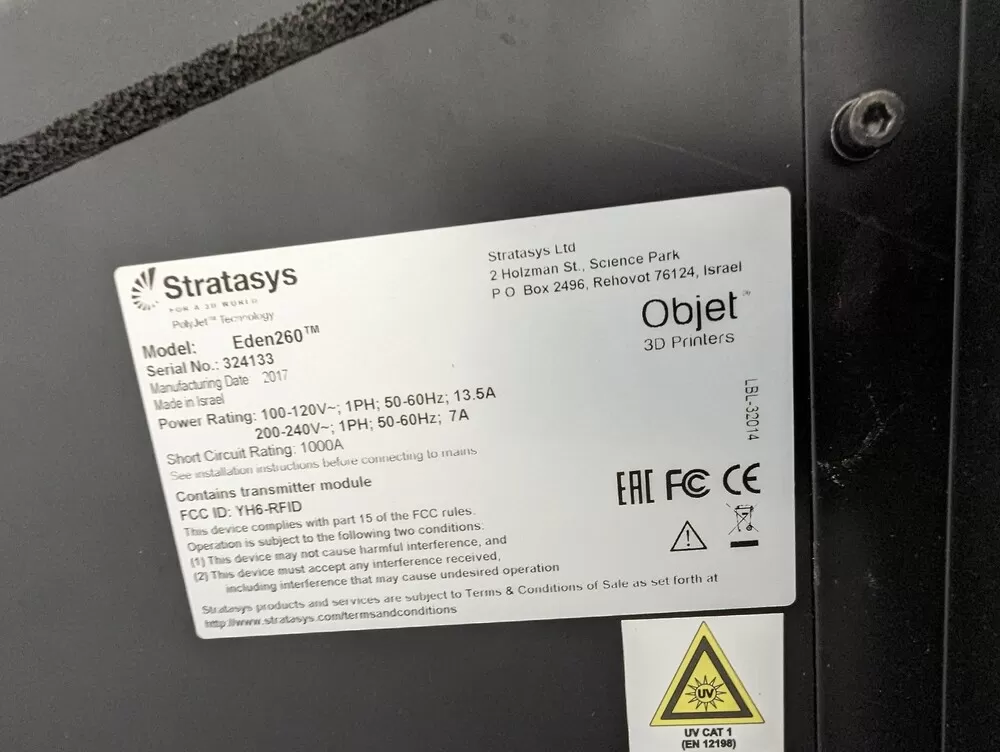 Stratasys
FOR A 3D WORLD
PolyJet™ Technology
Stratasys Ltd
2 Holzman St., Science Park
P O Box 2496, Rehovot 76124, Israel
Objet™
3D Printers
Model: Eden260™
Serial No.: 324133
Manufacturing Date 2017
Made in Israel
Power Rating: 100-120V~; 1PH; 50-60Hz; 13.5A
200-240V~; 1PH; 50-60Hz; 7A
Short Circuit Rating: 1000A
See installation instructions before connecting to mains
LBL-32014
Contains transmitter module
FCC ID: YH6-RFID
This device complies with part 15 of the FCC rules.
Operation is subject to the following two conditions:
(1) This device may not cause harmful interference, and
(2) This device must accept any interference received,
including interference that may cause undesired operation
EAC FC CE
Stratasys products and services are subject to Terms & Conditions of Sale as set forth at
http://www.stratasys.com/termsandconditions
UV
UV CAT 1
(EN 12198)